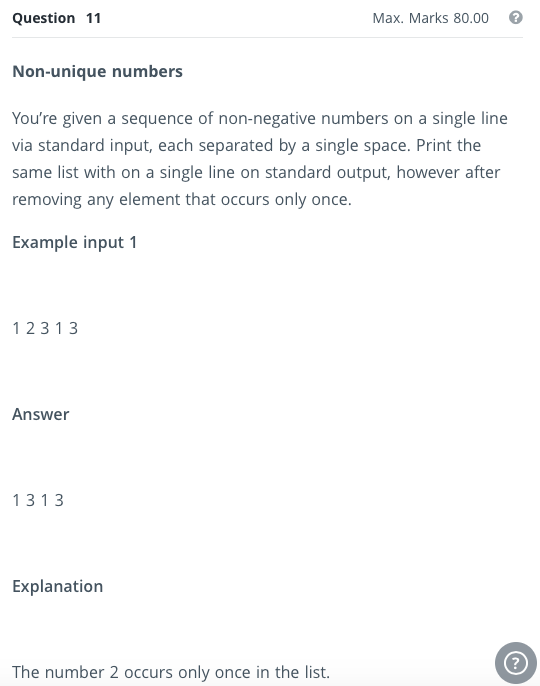 Question 11 Max. Marks 80.00 ?
Non-unique numbers
You’re given a sequence of non-negative numbers on a single line
via standard input, each separated by a single space. Print the
same list with on a single line on standard output, however after
removing any element that occurs only once.
Example input 1
1 2 3 1 3
Answer
1 3 1 3
Explanation
The number 2 occurs only once in the list.
?